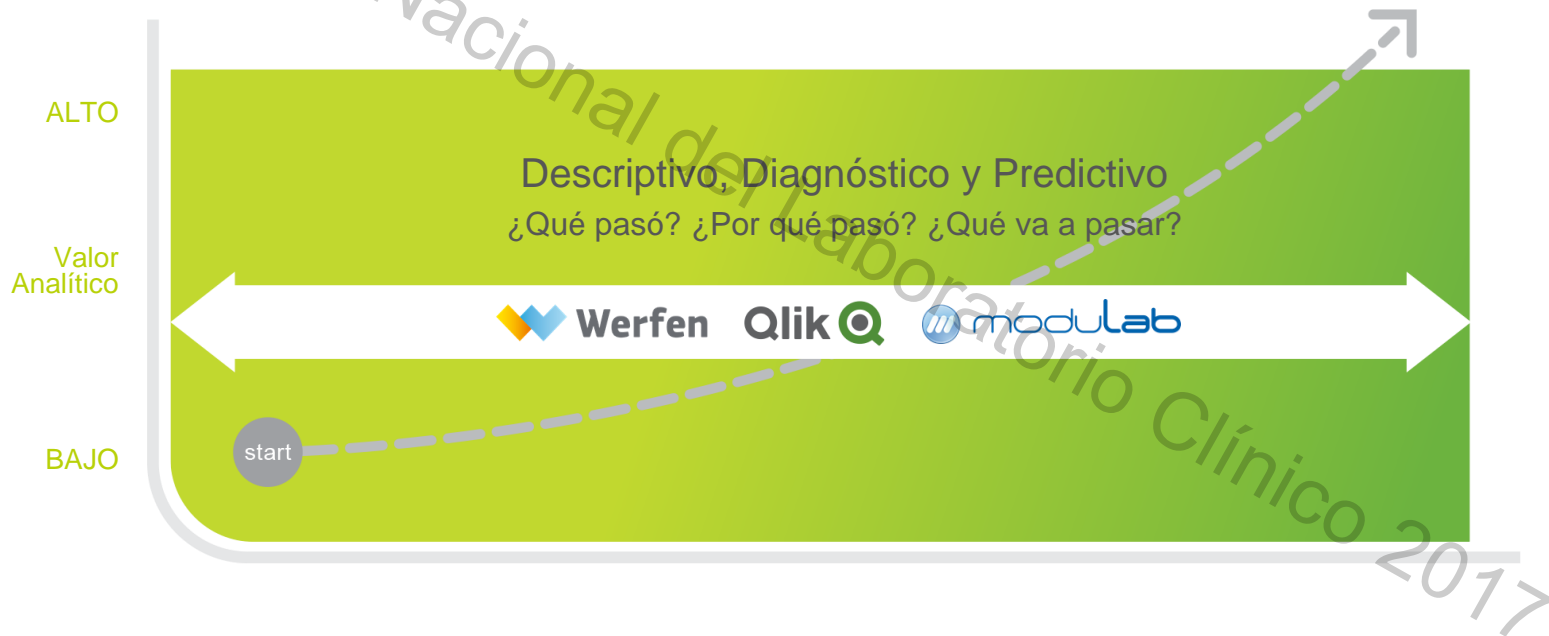 Nacional del Laboratorio Clínico 2017
ALTO
Descriptivo, Diagnóstico y Predictivo
¿Qué pasó? ¿Por qué pasó? ¿Qué va a pasar?
Valor
Analítico
Werfen Qlik modulab
BAJO
start